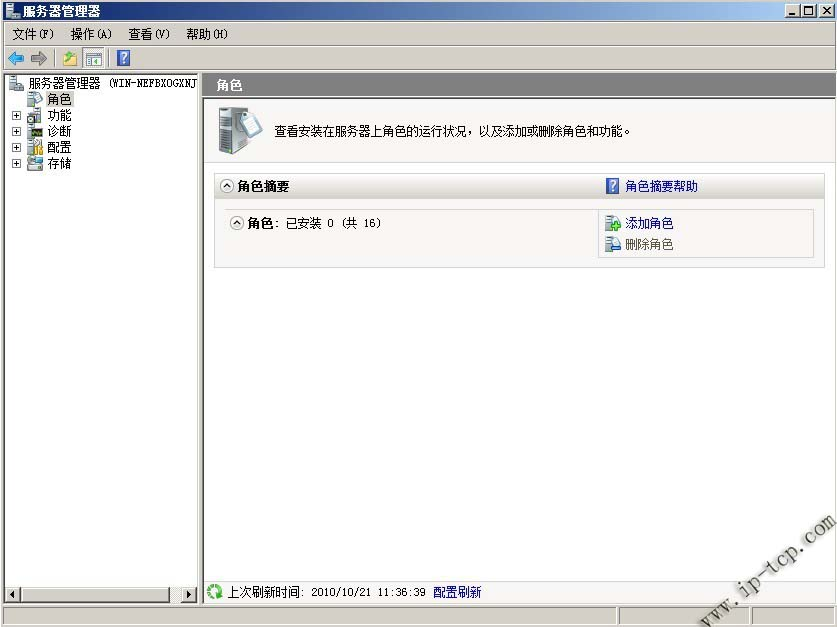 服务器管理器
文件(F) 操作(A) 查看(V) 帮助(H)
服务器管理器 (WIN-NEFBXOGXNJ
角色
功能
诊断
配置
存储
角色
查看安装在服务器上角色的运行状况，以及添加或删除角色和功能。
角色摘要
角色摘要帮助
角色: 已安装 0 (共 16)
添加角色
删除角色
上次刷新时间: 2010/10/21 11:36:39 配置刷新
www.ip-tcp.com